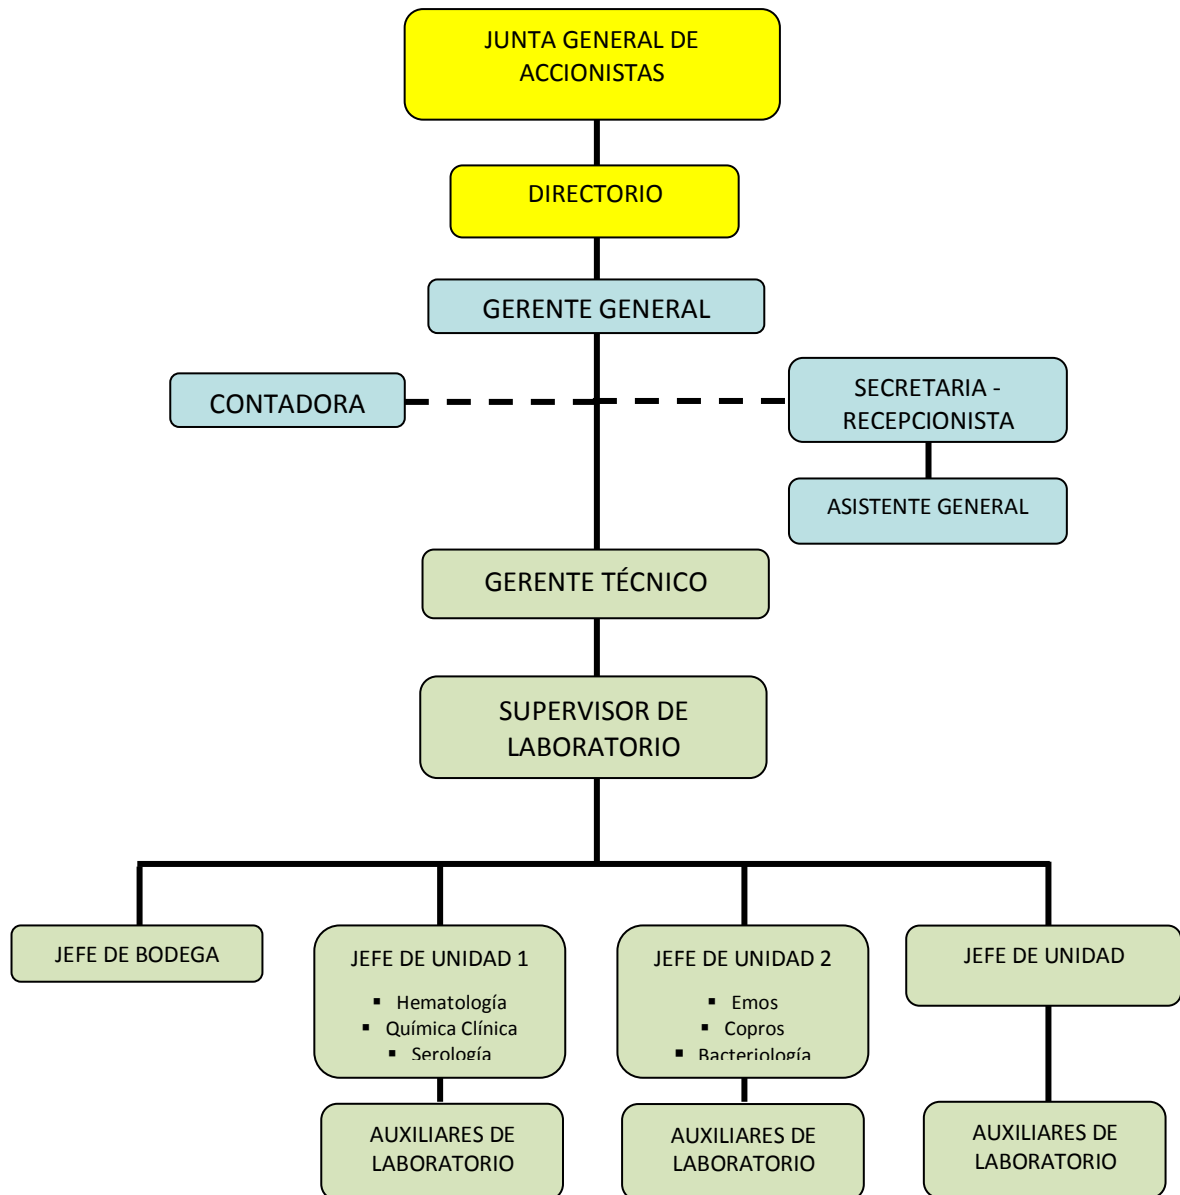 JUNTA GENERAL DE
ACCIONISTAS
DIRECTORIO
GERENTE GENERAL
CONTADORA
SECRETARIA -
RECEPCIONISTA
ASISTENTE GENERAL
GERENTE TÉCNICO
SUPERVISOR DE
LABORATORIO
JEFE DE BODEGA
JEFE DE UNIDAD 1
▪ Hematología
▪ Química Clínica
▪ Serología
JEFE DE UNIDAD 2
▪ Emos
▪ Copros
▪ Bacteriología
JEFE DE UNIDAD
AUXILIARES DE
LABORATORIO
AUXILIARES DE
LABORATORIO
AUXILIARES DE
LABORATORIO